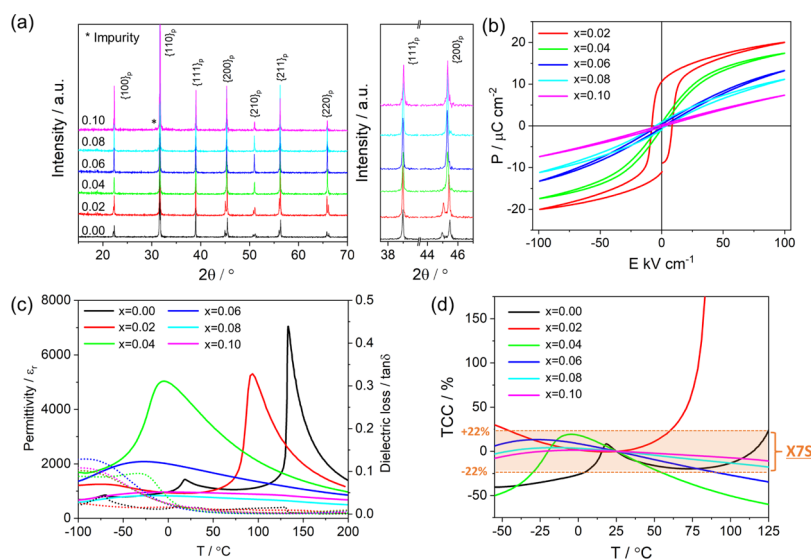 (a)
* Impurity
{100}p
{110}p
{111}p
{200}p
{210}p
{211}p
{220}p
Intensity / a.u.
0.10
*
0.08
0.06
0.04
0.02
0.00
20 30 40 50 60 70
2θ / °
{111}p
{200}p
Intensity / a.u.
38 40 44 46 48
2θ / °
(b)
x=0.02
x=0.04
x=0.06
x=0.08
x=0.10
P / μC cm⁻²
20
10
0
-10
-20
-100 -50 0 50 100
E kV cm⁻¹
(c)
x=0.00 x=0.06
x=0.02 x=0.08
x=0.04 x=0.10
Permittivity / εr
8000
6000
4000
2000
0
Dielectric loss / tanδ
0.5
0.4
0.3
0.2
0.1
0.0
-100 -50 0 50 100 150 200
T / °C
(d)
x=0.00
x=0.02
x=0.04
x=0.06
x=0.08
x=0.10
TCC / %
150
100
50
0
-50
+22%
-22%
X7S
-50 -25 0 25 50 75 100 125
T / °C